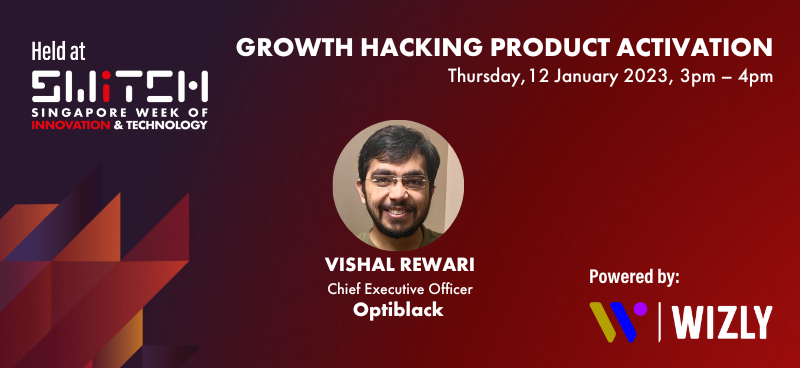 Held at
SWiTCH
SINGAPORE WEEK OF
INNOVATION & TECHNOLOGY
GROWTH HACKING PRODUCT ACTIVATION
Thursday,12 January 2023, 3pm – 4pm
VISHAL REWARI
Chief Executive Officer
Optiblack
Powered by:
WIZLY